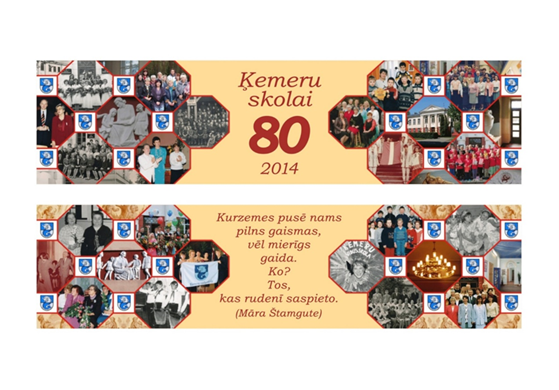 Ķemeru
skolai
80
2014
Kurzemes pusē nams
pilns gaismas,
vēl mierīgs
gaida.
Ko?
Tos,
kas rudenī saspieto.
(Māra Štamgute)
ĶEMERU